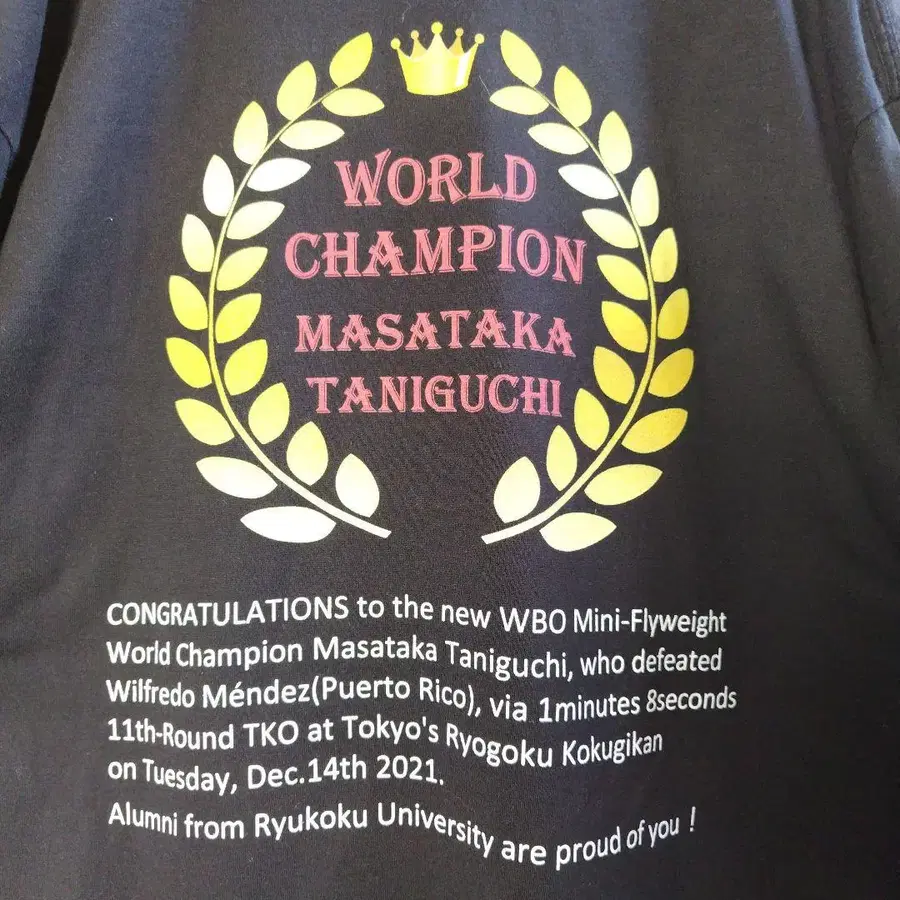 WORLD
CHAMPION
MASATAKA
TANIGUCHI
CONGRATULATIONS to the new WBO Mini-Flyweight
World Champion Masataka Taniguchi, who defeated
Wilfredo Méndez(Puerto Rico), via 1minutes 8seconds
11th-Round TKO at Tokyo's Ryogoku Kokugikan
on Tuesday, Dec.14th 2021.
Alumni from Ryukoku University are proud of you !